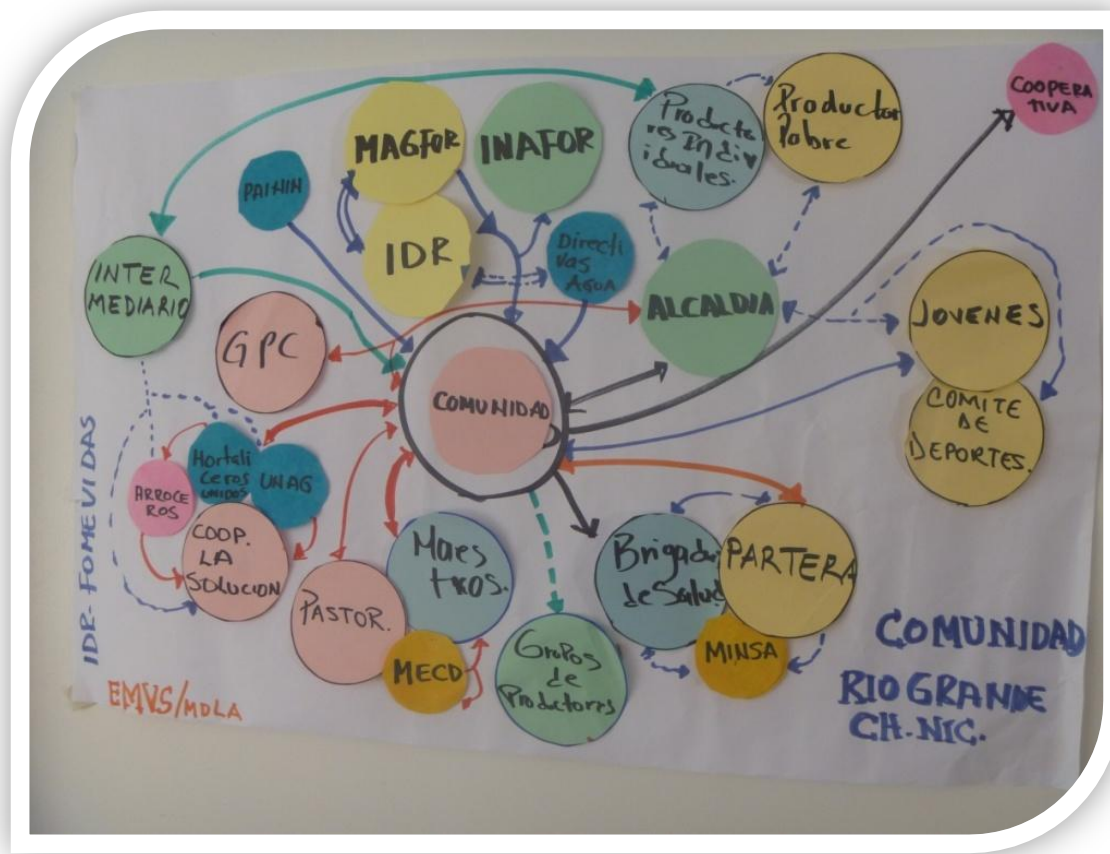 COOPERA
TIVA
Producto
res Indiv
iduales.
Productor
Pobre
MAGFOR
INAFOR
PAININ
IDR
Directi
vas
AGUA
INTER
MEDIARIO
GPC
ALCALDIA
JOVENES
COMITE
DE
DEPORTES.
COMUNIDAD
Hortali
ceros
UNIDOS
UNAG
ARROCE
ROS
COOP.
LA
SOLUCION
PASTOR.
Maes
tros.
MECD
Grupos
de
Productores
Brigadi
de Salud
PARTERA
MINSA
IDR-FOMEVIDAS
EMVS/MDLA
COMUNIDAD
RIO GRANDE
CH. NIC.